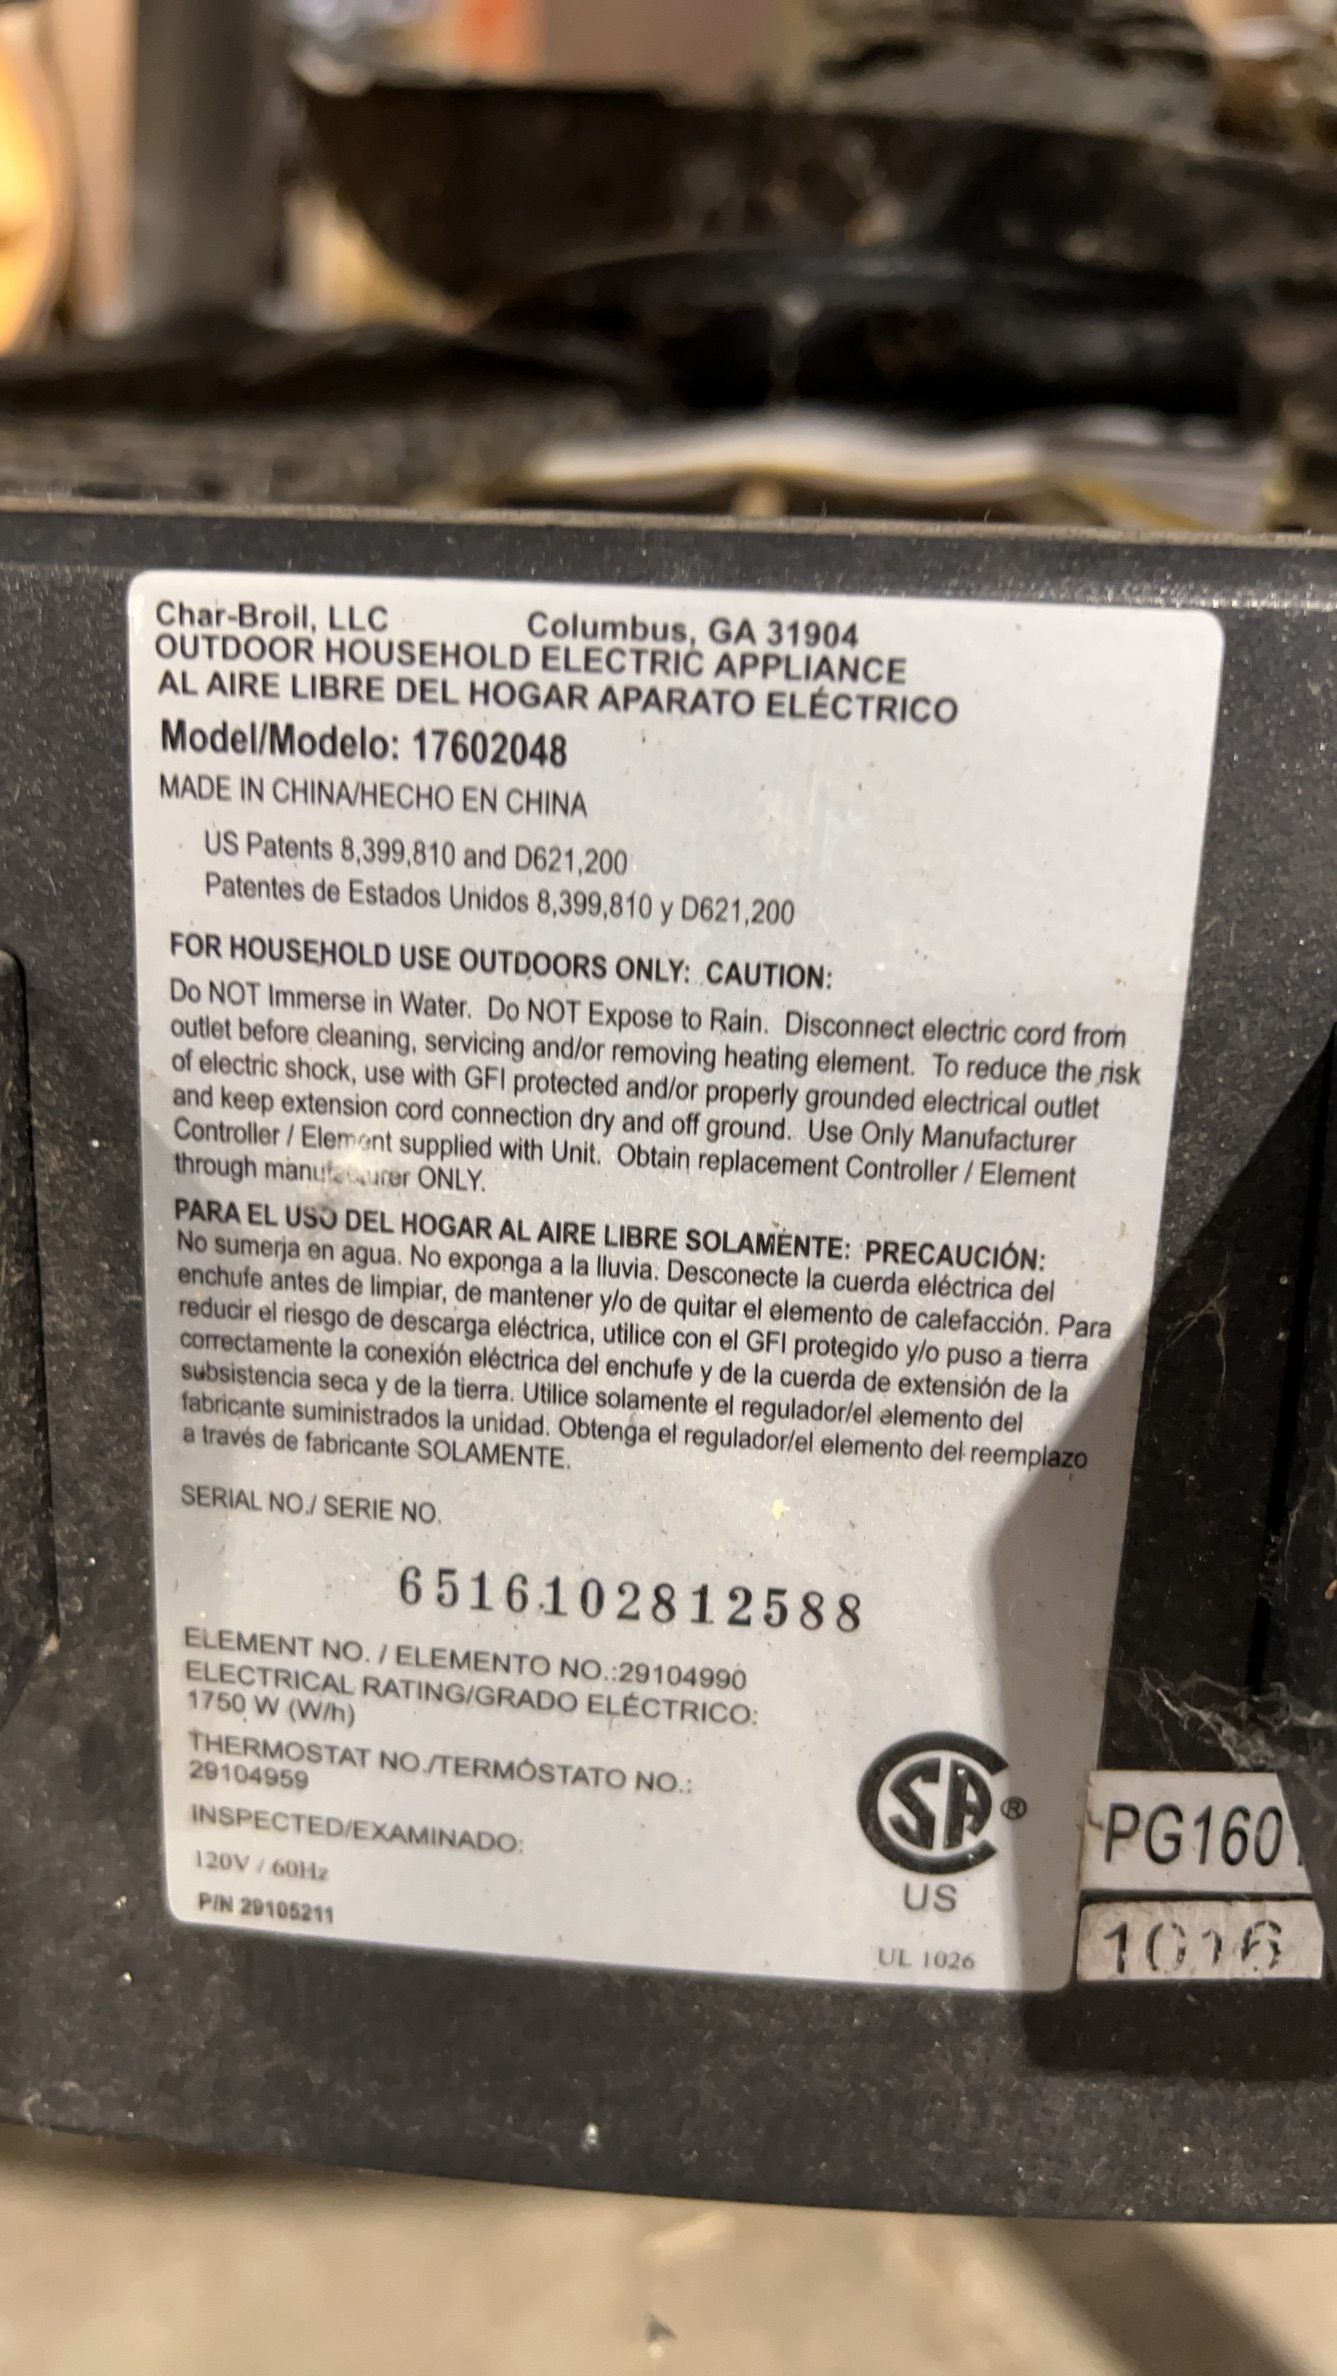 Char-Broil, LLC Columbus, GA 31904
OUTDOOR HOUSEHOLD ELECTRIC APPLIANCE
AL AIRE LIBRE DEL HOGAR APARATO ELÉCTRICO
Model/Modelo: 17602048
MADE IN CHINA/HECHO EN CHINA
US Patents 8,399,810 and D621,200
Patentes de Estados Unidos 8,399,810 y D621,200
FOR HOUSEHOLD USE OUTDOORS ONLY: CAUTION:
Do NOT Immerse in Water. Do NOT Expose to Rain. Disconnect electric cord from
outlet before cleaning, servicing and/or removing heating element. To reduce the risk
of electric shock, use with GFI protected and/or properly grounded electrical outlet
and keep extension cord connection dry and off ground. Use Only Manufacturer
Controller / Element supplied with Unit. Obtain replacement Controller / Element
through manufacturer ONLY.
PARA EL USO DEL HOGAR AL AIRE LIBRE SOLAMENTE: PRECAUCIÓN:
No sumerja en agua. No exponga a la lluvia. Desconecte la cuerda eléctrica del
enchufe antes de limpiar, de mantener y/o de quitar el elemento de calefacción. Para
reducir el riesgo de descarga eléctrica, utilice con el GFI protegido y/o puso a tierra
correctamente la conexión eléctrica del enchufe y de la cuerda de extensión de la
subsistencia seca y de la tierra. Utilice solamente el regulador/el elemento del
fabricante suministrados la unidad. Obtenga el regulador/el elemento del reemplazo
a través de fabricante SOLAMENTE.
SERIAL NO./ SERIE NO.
6516102812588
ELEMENT NO. / ELEMENTO NO.:29104990
ELECTRICAL RATING/GRADO ELÉCTRICO:
1750 W (W/h)
THERMOSTAT NO./TERMÓSTATO NO.:
29104959
INSPECTED/EXAMINADO:
120V / 60Hz
P/N 29105211
CSA®
US
UL 1026
PG160
1016